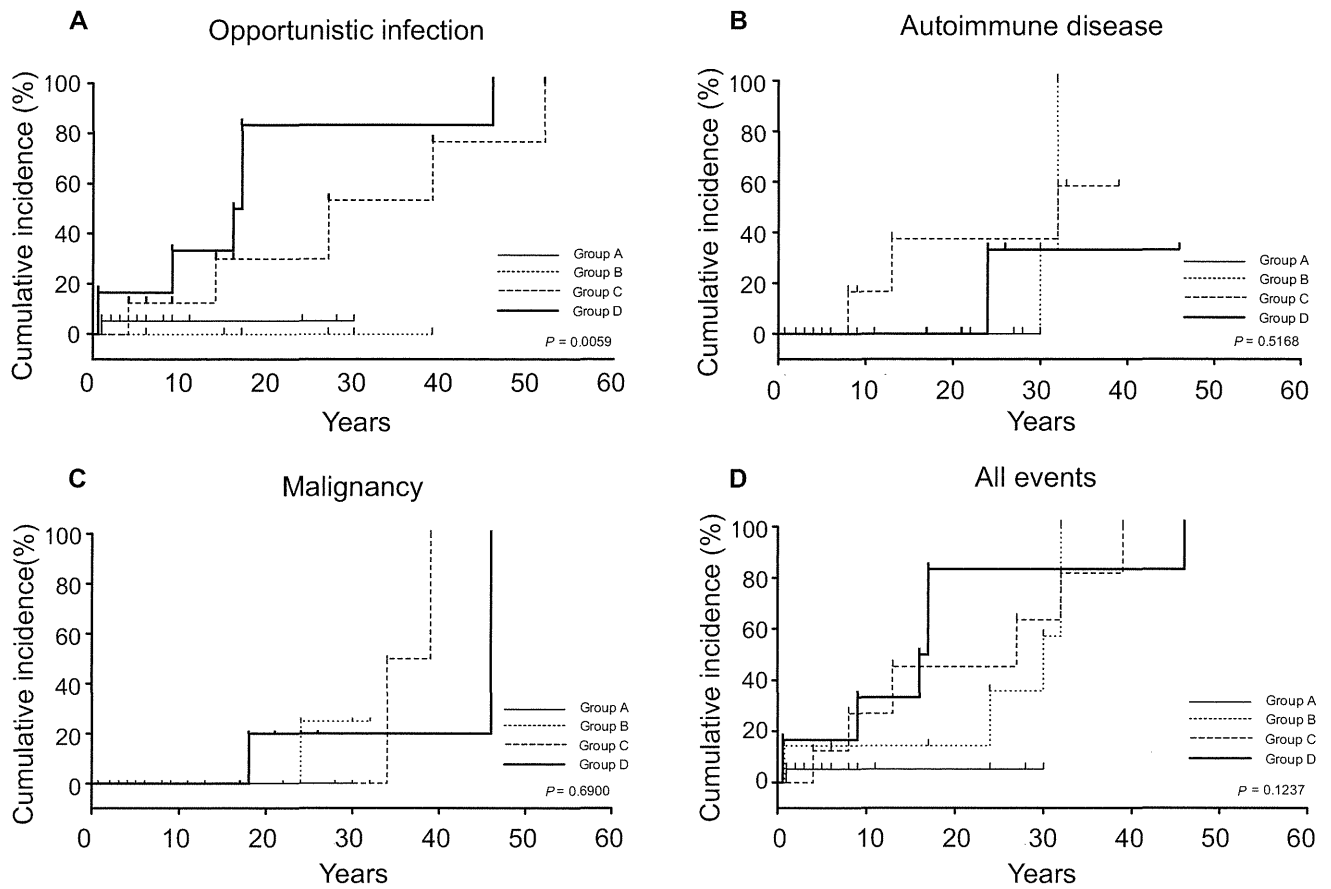 A
Opportunistic infection
Cumulative incidence (%)
100
80
60
40
20
0
Group A
Group B
Group C
Group D
P = 0.0059
0 10 20 30 40 50 60
Years
B
Autoimmune disease
Cumulative incidence (%)
100
80
60
40
20
0
Group A
Group B
Group C
Group D
P = 0.5168
0 10 20 30 40 50 60
Years
C
Malignancy
Cumulative incidence(%)
100
80
60
40
20
0
Group A
Group B
Group C
Group D
P = 0.6900
0 10 20 30 40 50 60
Years
D
All events
Cumulative incidence (%)
100
80
60
40
20
0
Group A
Group B
Group C
Group D
P = 0.1237
0 10 20 30 40 50 60
Years